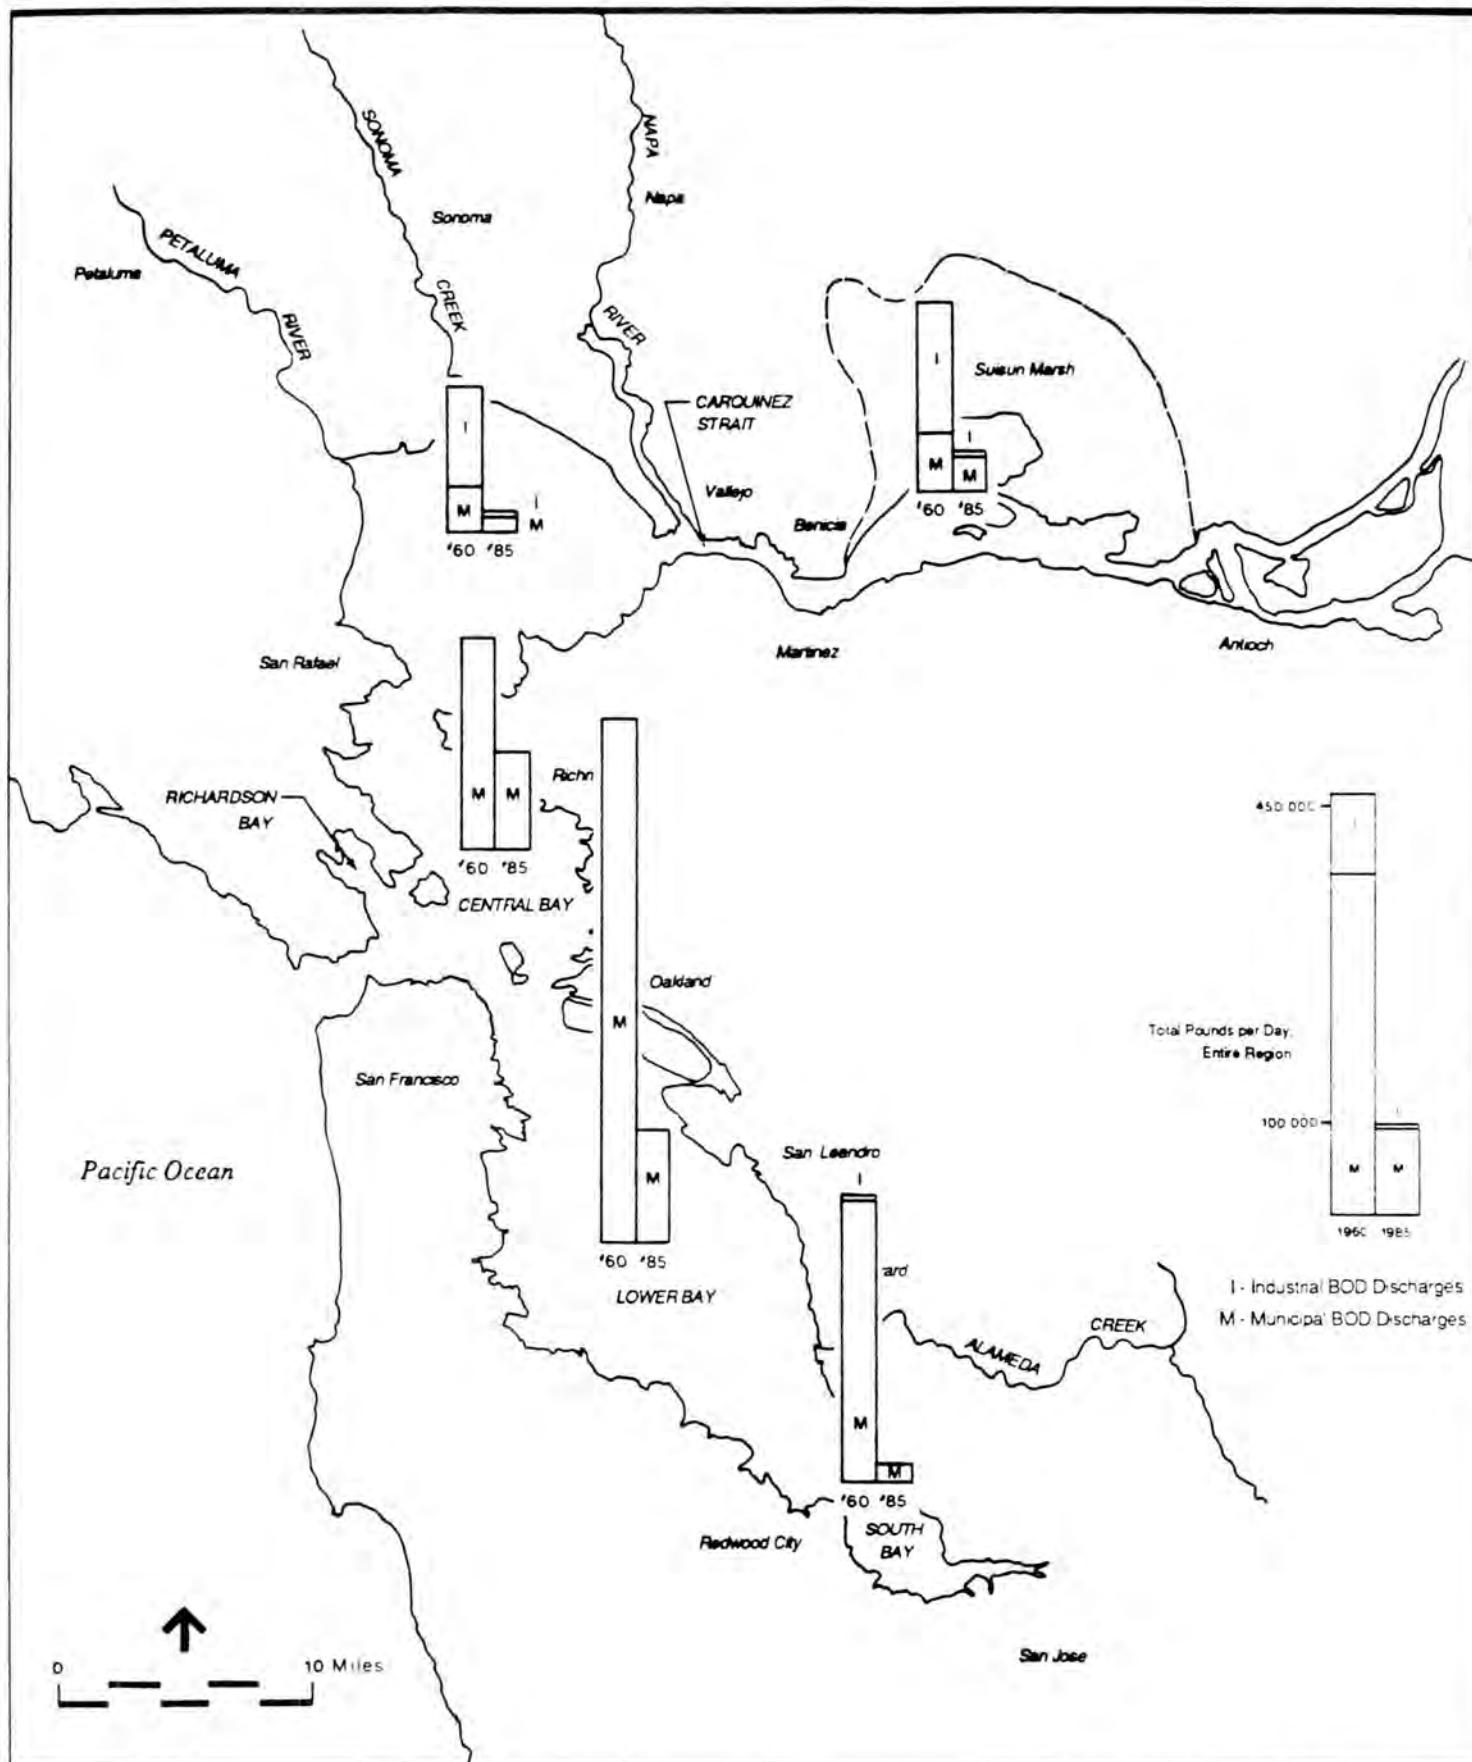 SONOMA
CREEK
NAPA
RIVER
Napa
Sonoma
PETALUMA
RIVER
Petaluma
I
M
'60 '85
I
M
CARQUINEZ
STRAIT
Vallejo
Benicia
I
M
I
M
'60 '85
Suisun Marsh
San Rafael
Martinez
Antioch
M
M
'60 '85
Richn
RICHARDSON
BAY
CENTRAL BAY
Oakland
M
M
'60 '85
San Francisco
LOWER BAY
Pacific Ocean
San Leandro
I
M
M
'60 '85
ard
ALAMEDA
CREEK
SOUTH
BAY
Redwood City
San Jose
450 000
100 000
Total Pounds per Day,
Entire Region
I
M
I
M
1960 1985
I - Industrial BOD Discharges
M - Municipal BOD Discharges
0
10 Miles